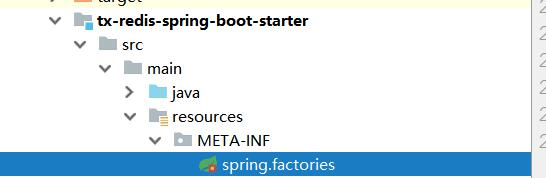 target
tx-redis-spring-boot-starter
src
main
java
resources
META-INF
spring.factories